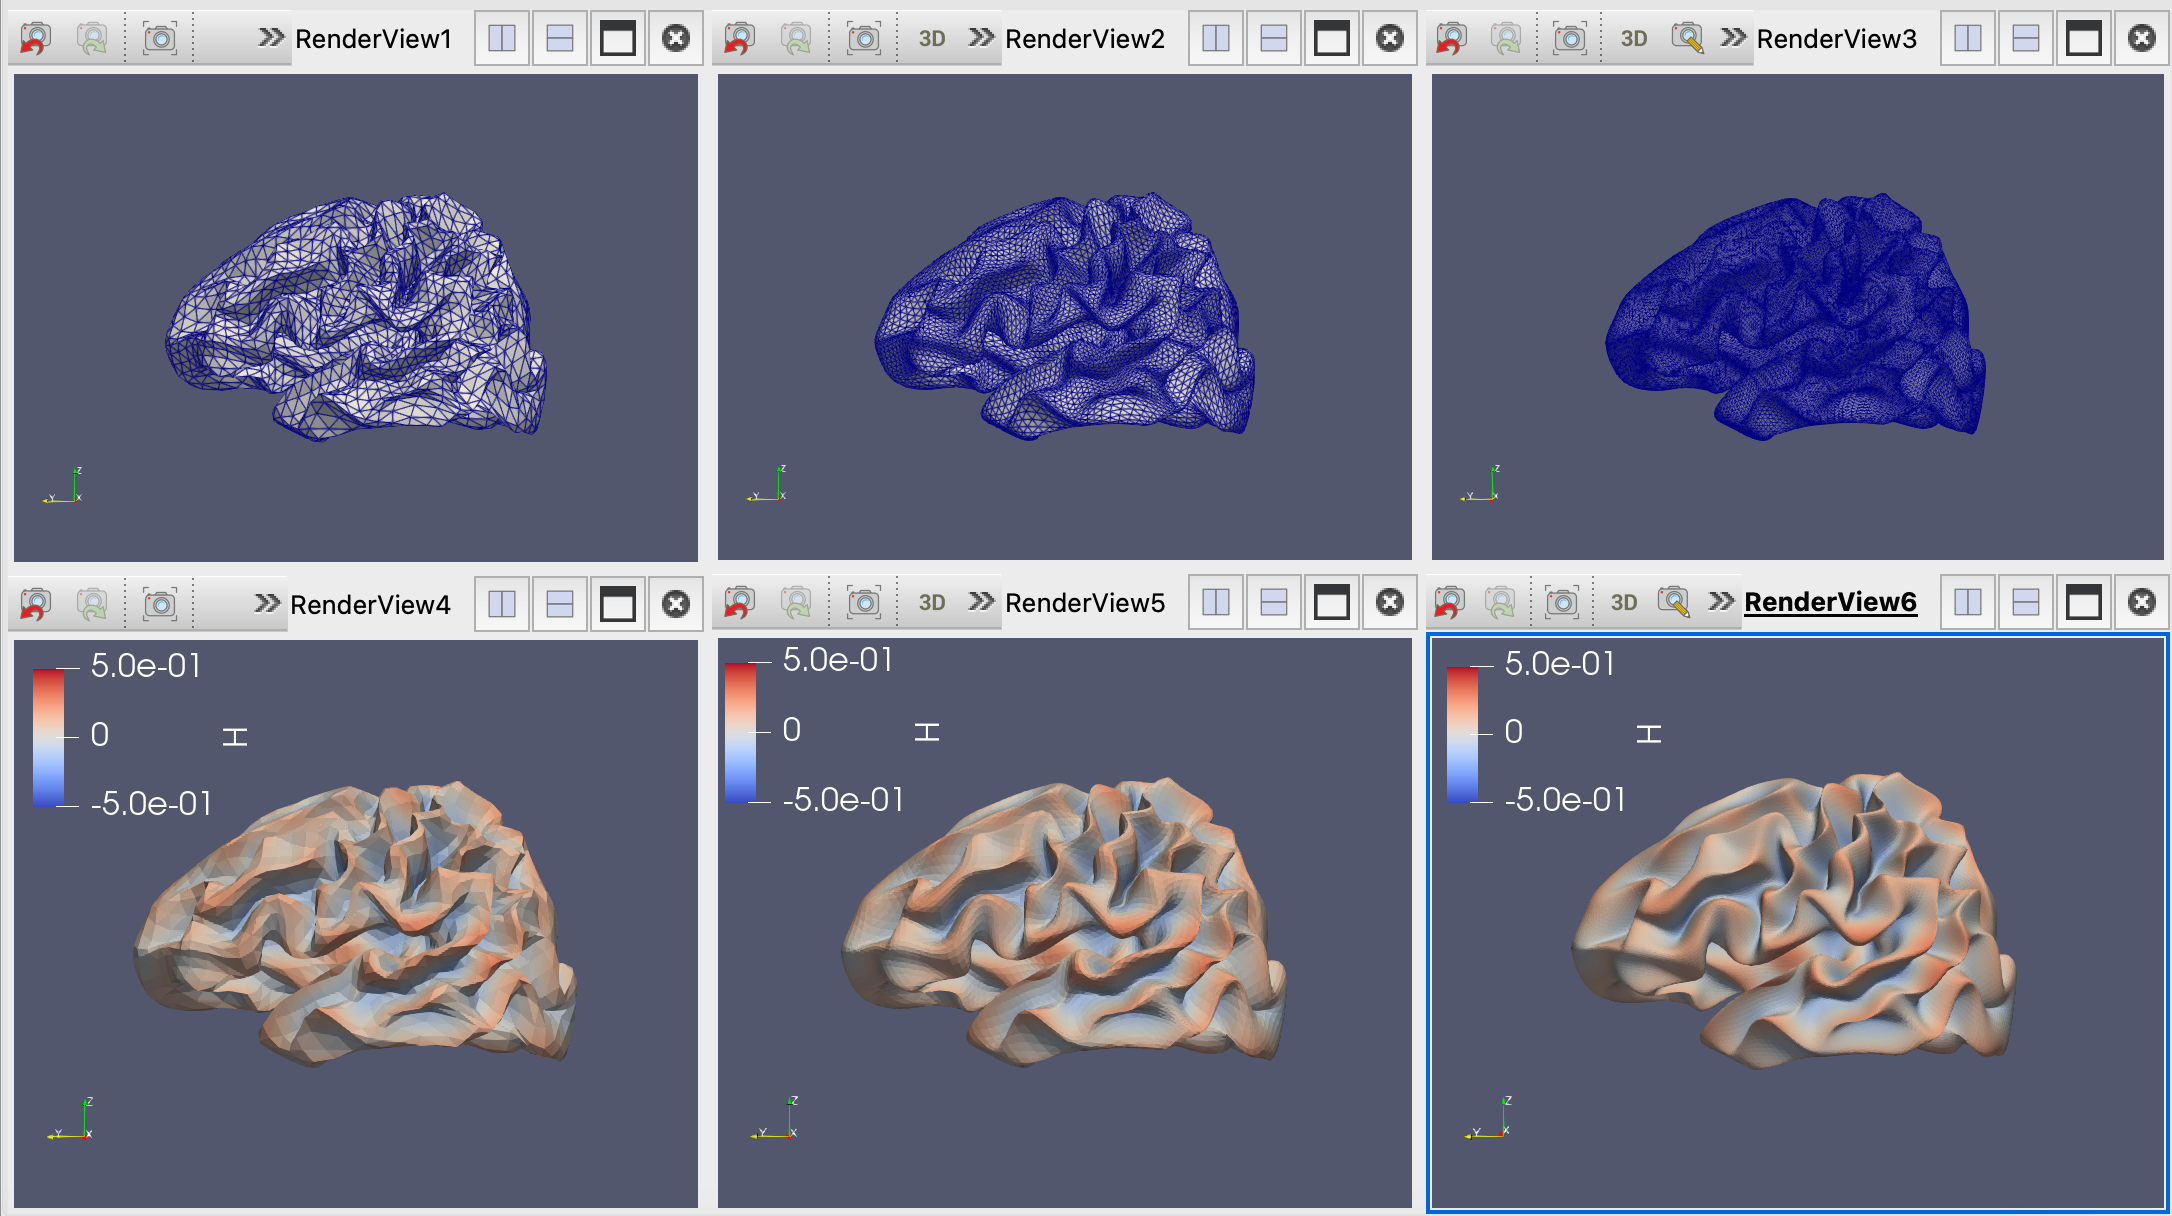 RenderView1
3D
RenderView2
3D
RenderView3
Z
Y
X
Z
Y
X
Z
Y
X
RenderView4
3D
RenderView5
3D
RenderView6
5.0e-01
0
-5.0e-01
H
5.0e-01
0
-5.0e-01
H
5.0e-01
0
-5.0e-01
H
Z
Y
X
Z
Y
X
Z
Y
X